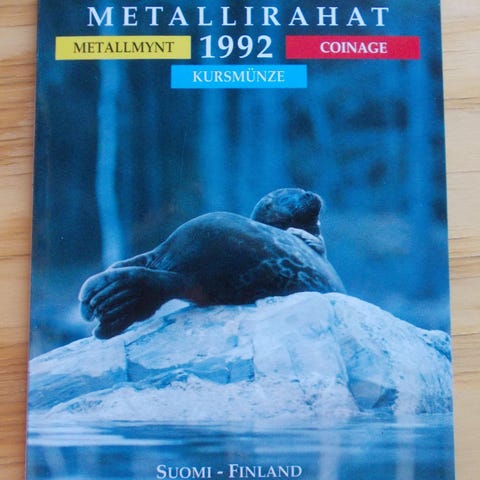 METALLIRAHAT
METALLMYNT 1992 COINAGE
KURSMÜNZE
SUOMI - FINLAND